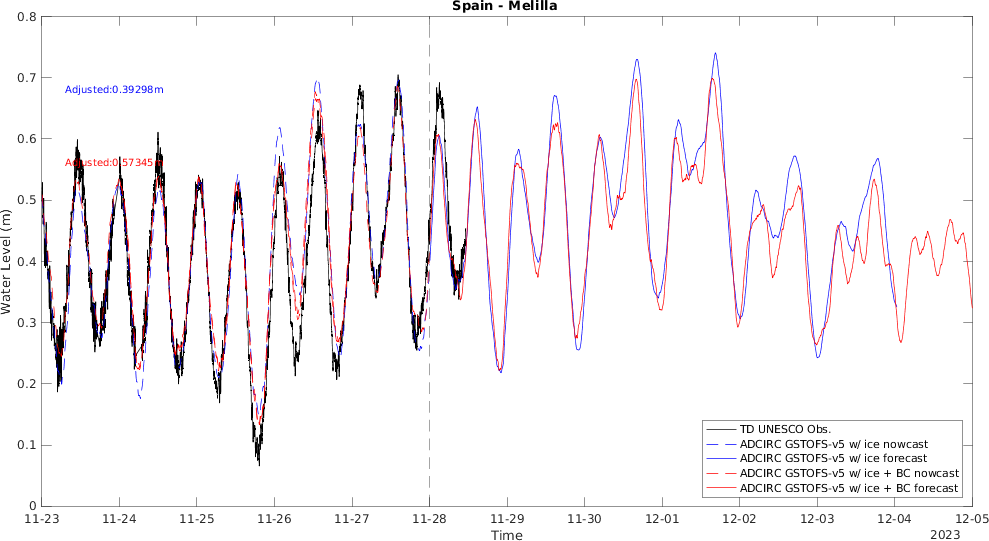 Spain - Melilla
Water Level (m)
0.8
0.7
0.6
0.5
0.4
0.3
0.2
0.1
0
Adjusted:0.39298m
Adjusted:0.57345
TD UNESCO Obs.
ADCIRC GSTOFS-v5 w/ ice nowcast
ADCIRC GSTOFS-v5 w/ ice forecast
ADCIRC GSTOFS-v5 w/ ice + BC nowcast
ADCIRC GSTOFS-v5 w/ ice + BC forecast
11-23 11-24 11-25 11-26 11-27 11-28 11-29 11-30 12-01 12-02 12-03 12-04 12-05
2023
Time